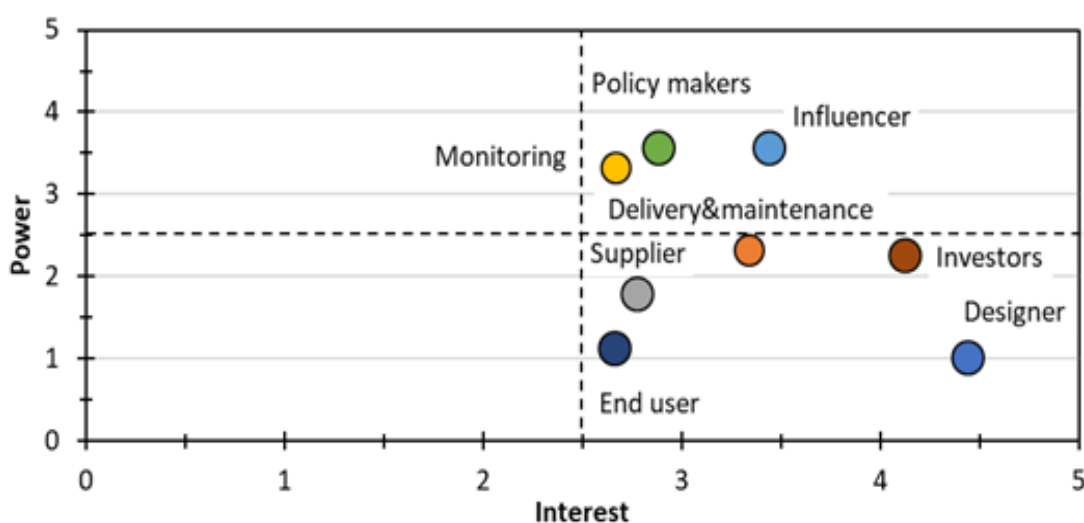 5
Policy makers
4
Influencer
Monitoring
3
Delivery&maintenance
Power
Supplier
Investors
2
Designer
1
End user
0
0 1 2 3 4 5
Interest